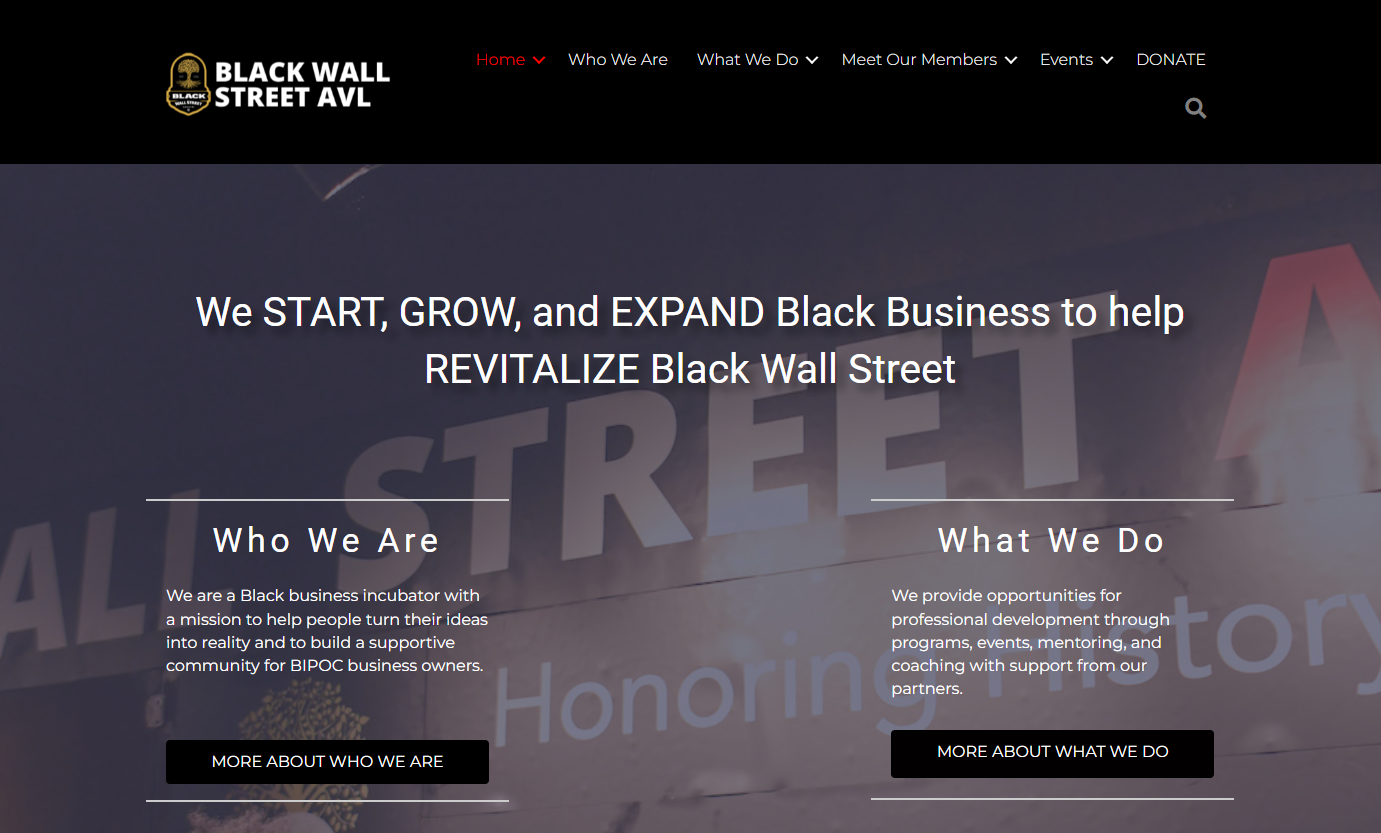 BLACK
WALL STREET
BLACK WALL
STREET AVL
Home
Who We Are
What We Do
Meet Our Members
Events
DONATE
We START, GROW, and EXPAND Black Business to help
REVITALIZE Black Wall Street
STREET A
Who We Are
We are a Black business incubator with
a mission to help people turn their ideas
into reality and to build a supportive
community for BIPOC business owners.
MORE ABOUT WHO WE ARE
What We Do
We provide opportunities for
professional development through
programs, events, mentoring, and
coaching with support from our
partners.
MORE ABOUT WHAT WE DO
Honoring History